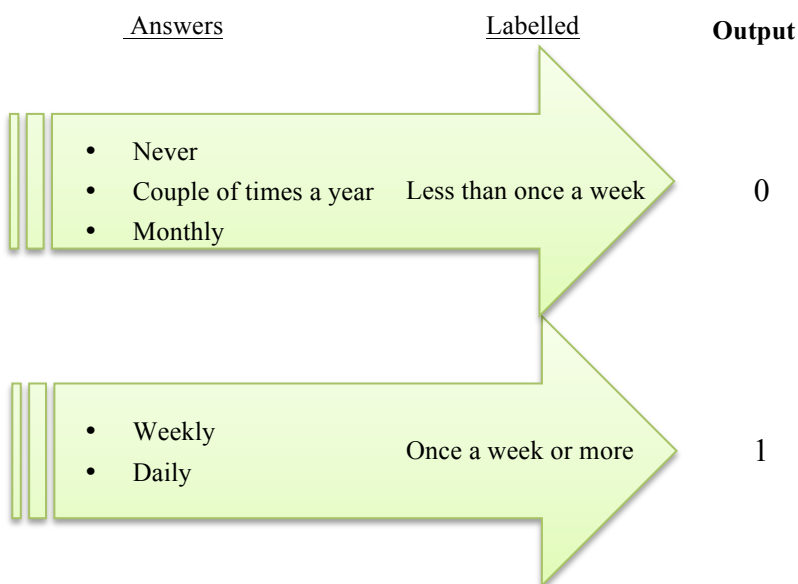 Answers Labelled Output
• Never
• Couple of times a year Less than once a week 0
• Monthly
• Weekly
Once a week or more 1
• Daily